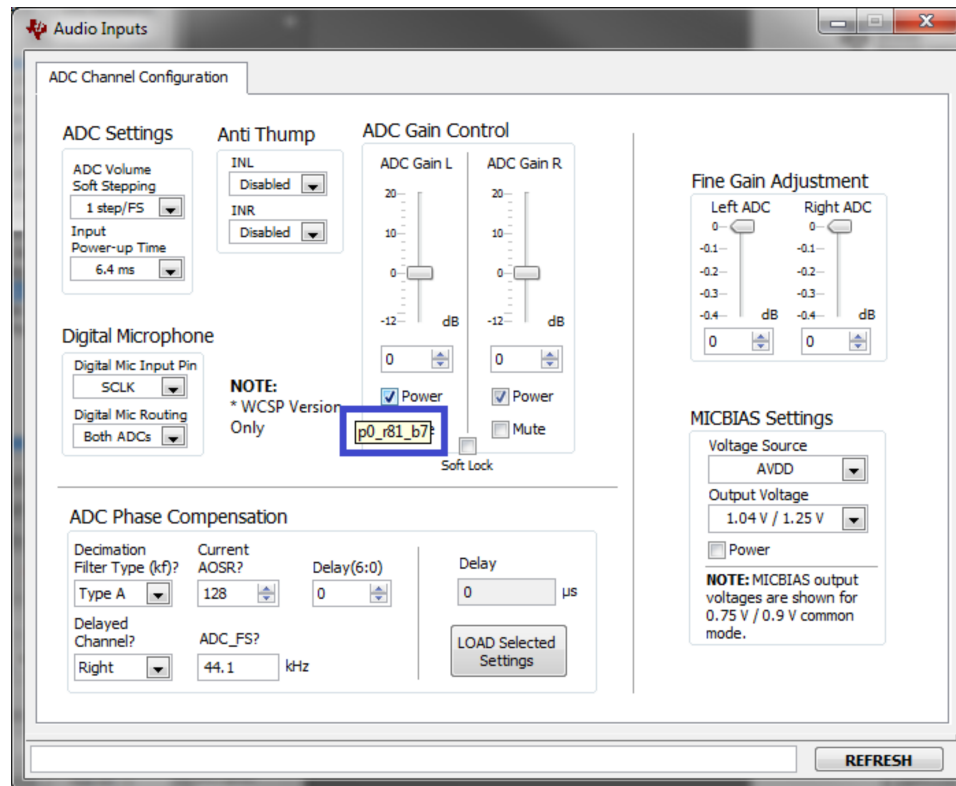 Audio Inputs
ADC Channel Configuration
ADC Settings
ADC Volume
Soft Stepping
1 step/FS
Input
Power-up Time
6.4 ms
Anti Thump
INL
Disabled
INR
Disabled
ADC Gain Control
ADC Gain L
20
10
0
-12
dB
0
Power
p0_r81_b7
ADC Gain R
20
10
0
-12
dB
0
Power
Mute
Soft Lock
Digital Microphone
Digital Mic Input Pin
SCLK
Digital Mic Routing
Both ADCs
NOTE:
* WCSP Version
Only
Fine Gain Adjustment
Left ADC
0
-0.1
-0.2
-0.3
-0.4
dB
0
Right ADC
0
-0.1
-0.2
-0.3
-0.4
dB
0
MICBIAS Settings
Voltage Source
AVDD
Output Voltage
1.04 V / 1.25 V
Power
NOTE: MICBIAS output
voltages are shown for
0.75 V / 0.9 V common
mode.
ADC Phase Compensation
Decimation
Filter Type (kf)?
Type A
Current
AOSR?
128
Delay(6:0)
0
Delayed
Channel?
Right
ADC_FS?
44.1
kHz
Delay
0
µs
LOAD Selected
Settings
REFRESH